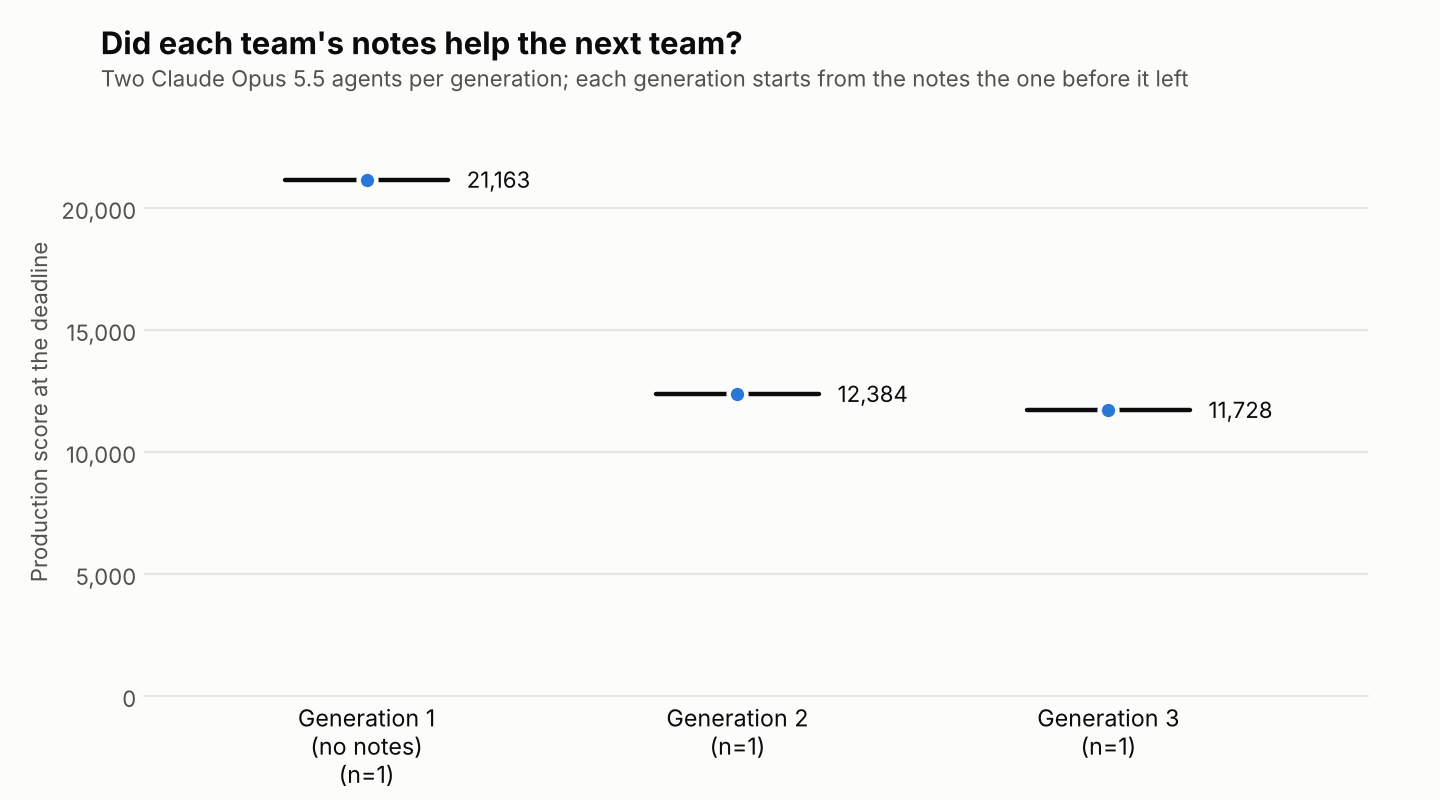 Did each team's notes help the next team?
Two Claude Opus 5.5 agents per generation; each generation starts from the notes the one before it left
Production score at the deadline
20,000
15,000
10,000
5,000
0
21,163
12,384
11,728
Generation 1
(no notes)
(n=1)
Generation 2
(n=1)
Generation 3
(n=1)